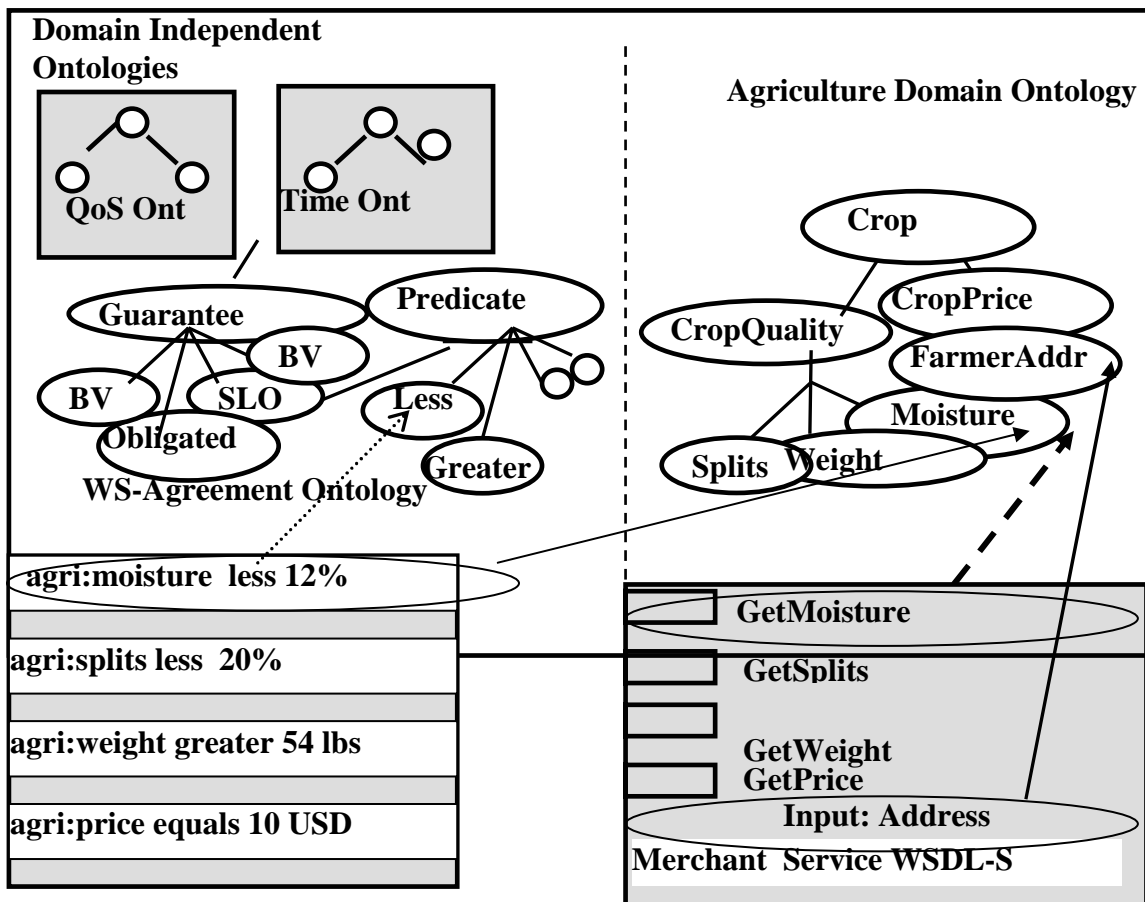 Domain Independent
Ontologies
Agriculture Domain Ontology
QoS Ont
Time Ont
Crop
Predicate
CropPrice
Guarantee
CropQuality
BV
FarmerAddr
BV
SLO
Less
Moisture
Obligated
Greater
Splits
Weight
WS-Agreement Ontology
agri:moisture less 12%
GetMoisture
agri:splits less 20%
GetSplits
agri:weight greater 54 lbs
GetWeight
GetPrice
agri:price equals 10 USD
Input: Address
Merchant Service WSDL-S